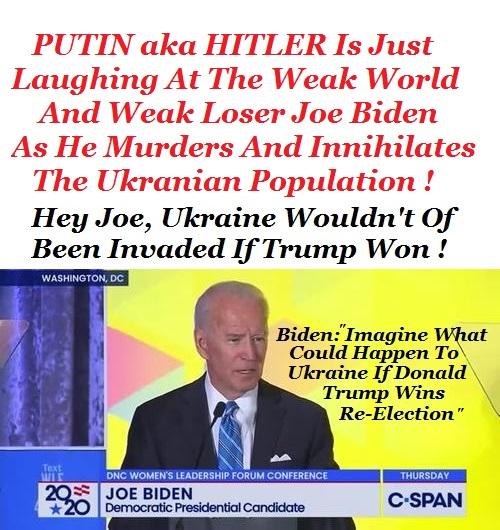 PUTIN aka HITLER Is Just
Laughing At The Weak World
And Weak Loser Joe Biden
As He Murders And Innihilates
The Ukranian Population !
Hey Joe, Ukraine Wouldn't Of
Been Invaded If Trump Won !
WASHINGTON, DC
Biden:"Imagine What
Could Happen To
Ukraine If Donald
Trump Wins
Re-Election"
Text
DNC WOMEN'S LEADERSHIP FORUM CONFERENCE
THURSDAY
2020
JOE BIDEN
Democratic Presidential Candidate
C-SPAN